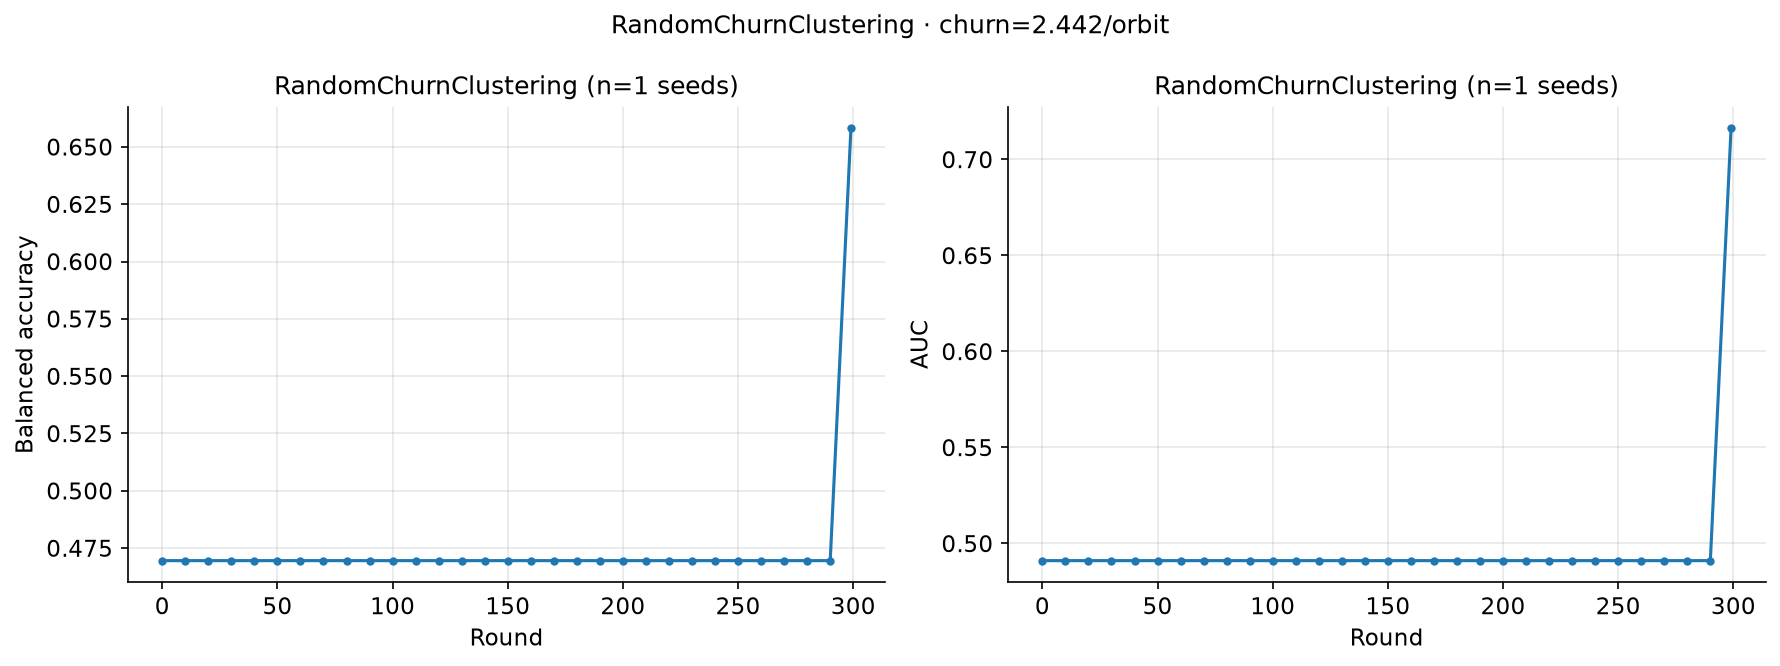 RandomChurnClustering · churn=2.442/orbit
RandomChurnClustering (n=1 seeds)
Balanced accuracy
0.650
0.625
0.600
0.575
0.550
0.525
0.500
0.475
0 50 100 150 200 250 300
Round
RandomChurnClustering (n=1 seeds)
AUC
0.70
0.65
0.60
0.55
0.50
0 50 100 150 200 250 300
Round